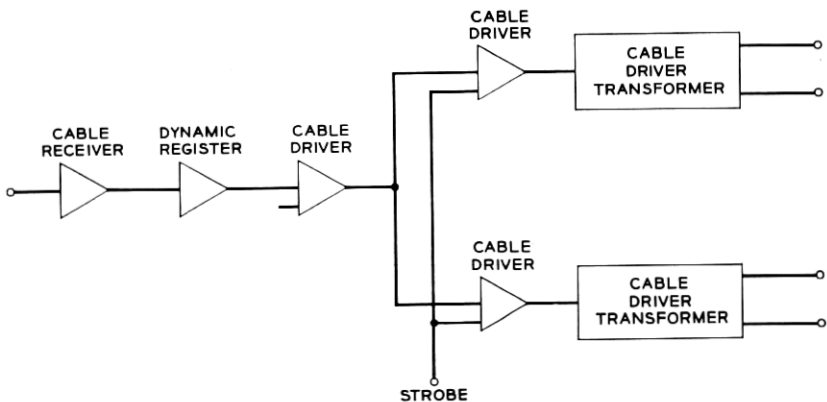 CABLE
DRIVER
CABLE
DRIVER
TRANSFORMER
CABLE
RECEIVER
DYNAMIC
REGISTER
CABLE
DRIVER
CABLE
DRIVER
CABLE
DRIVER
TRANSFORMER
STROBE